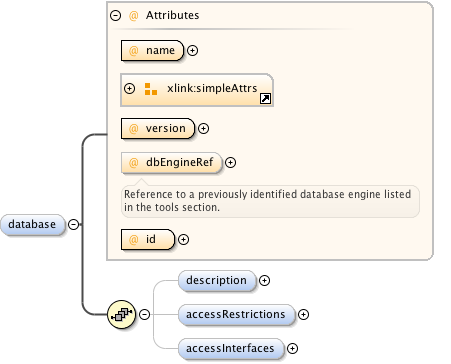 @ Attributes
@ name
xlink:simpleAttrs
@ version
@ dbEngineRef
Reference to a previously identified database engine listed
in the tools section.
@ id
database
description
accessRestrictions
accessInterfaces